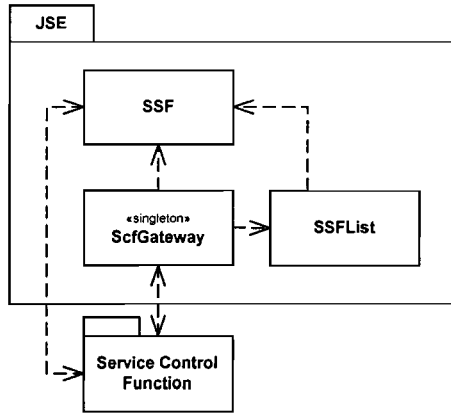 JSE
SSF
«singleton»
ScfGateway
SSFList
Service Control
Function